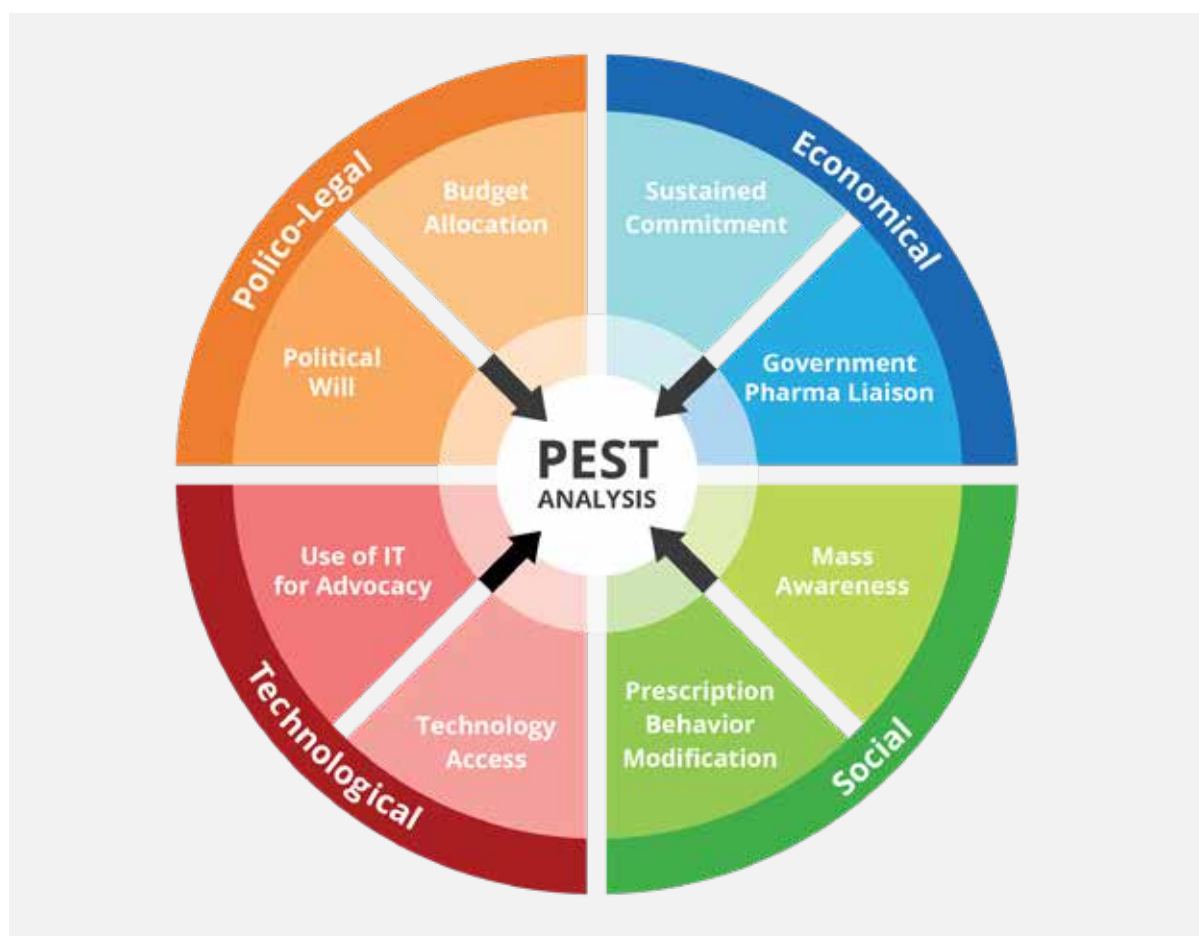 Polico-Legal
Budget
Allocation
Political
Will
Economical
Sustained
Commitment
Government
Pharma Liaison
PEST
ANALYSIS
Technological
Use of IT
for Advocacy
Technology
Access
Social
Mass
Awareness
Prescription
Behavior
Modification